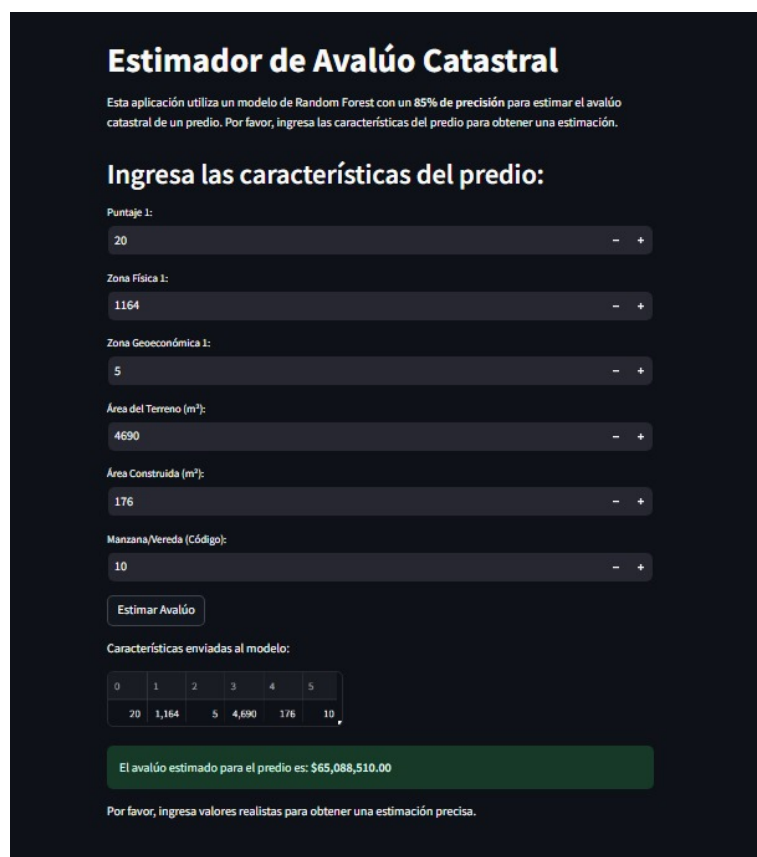 Estimador de Avalúo Catastral
Esta aplicación utiliza un modelo de Random Forest con un 85% de precisión para estimar el avalúo
catastral de un predio. Por favor, ingresa las características del predio para obtener una estimación.
Ingresa las características del predio:
Puntaje 1:
20 − +
Zona Física 1:
1164 − +
Zona Geoeconómica 1:
5 − +
Área del Terreno (m²):
4690 − +
Área Construida (m²):
176 − +
Manzana/Vereda (Código):
10 − +
Estimar Avalúo
Características enviadas al modelo:
0 1 2 3 4 5
20 1,164 5 4,690 176 10
El avalúo estimado para el predio es: $65,088,510.00
Por favor, ingresa valores realistas para obtener una estimación precisa.